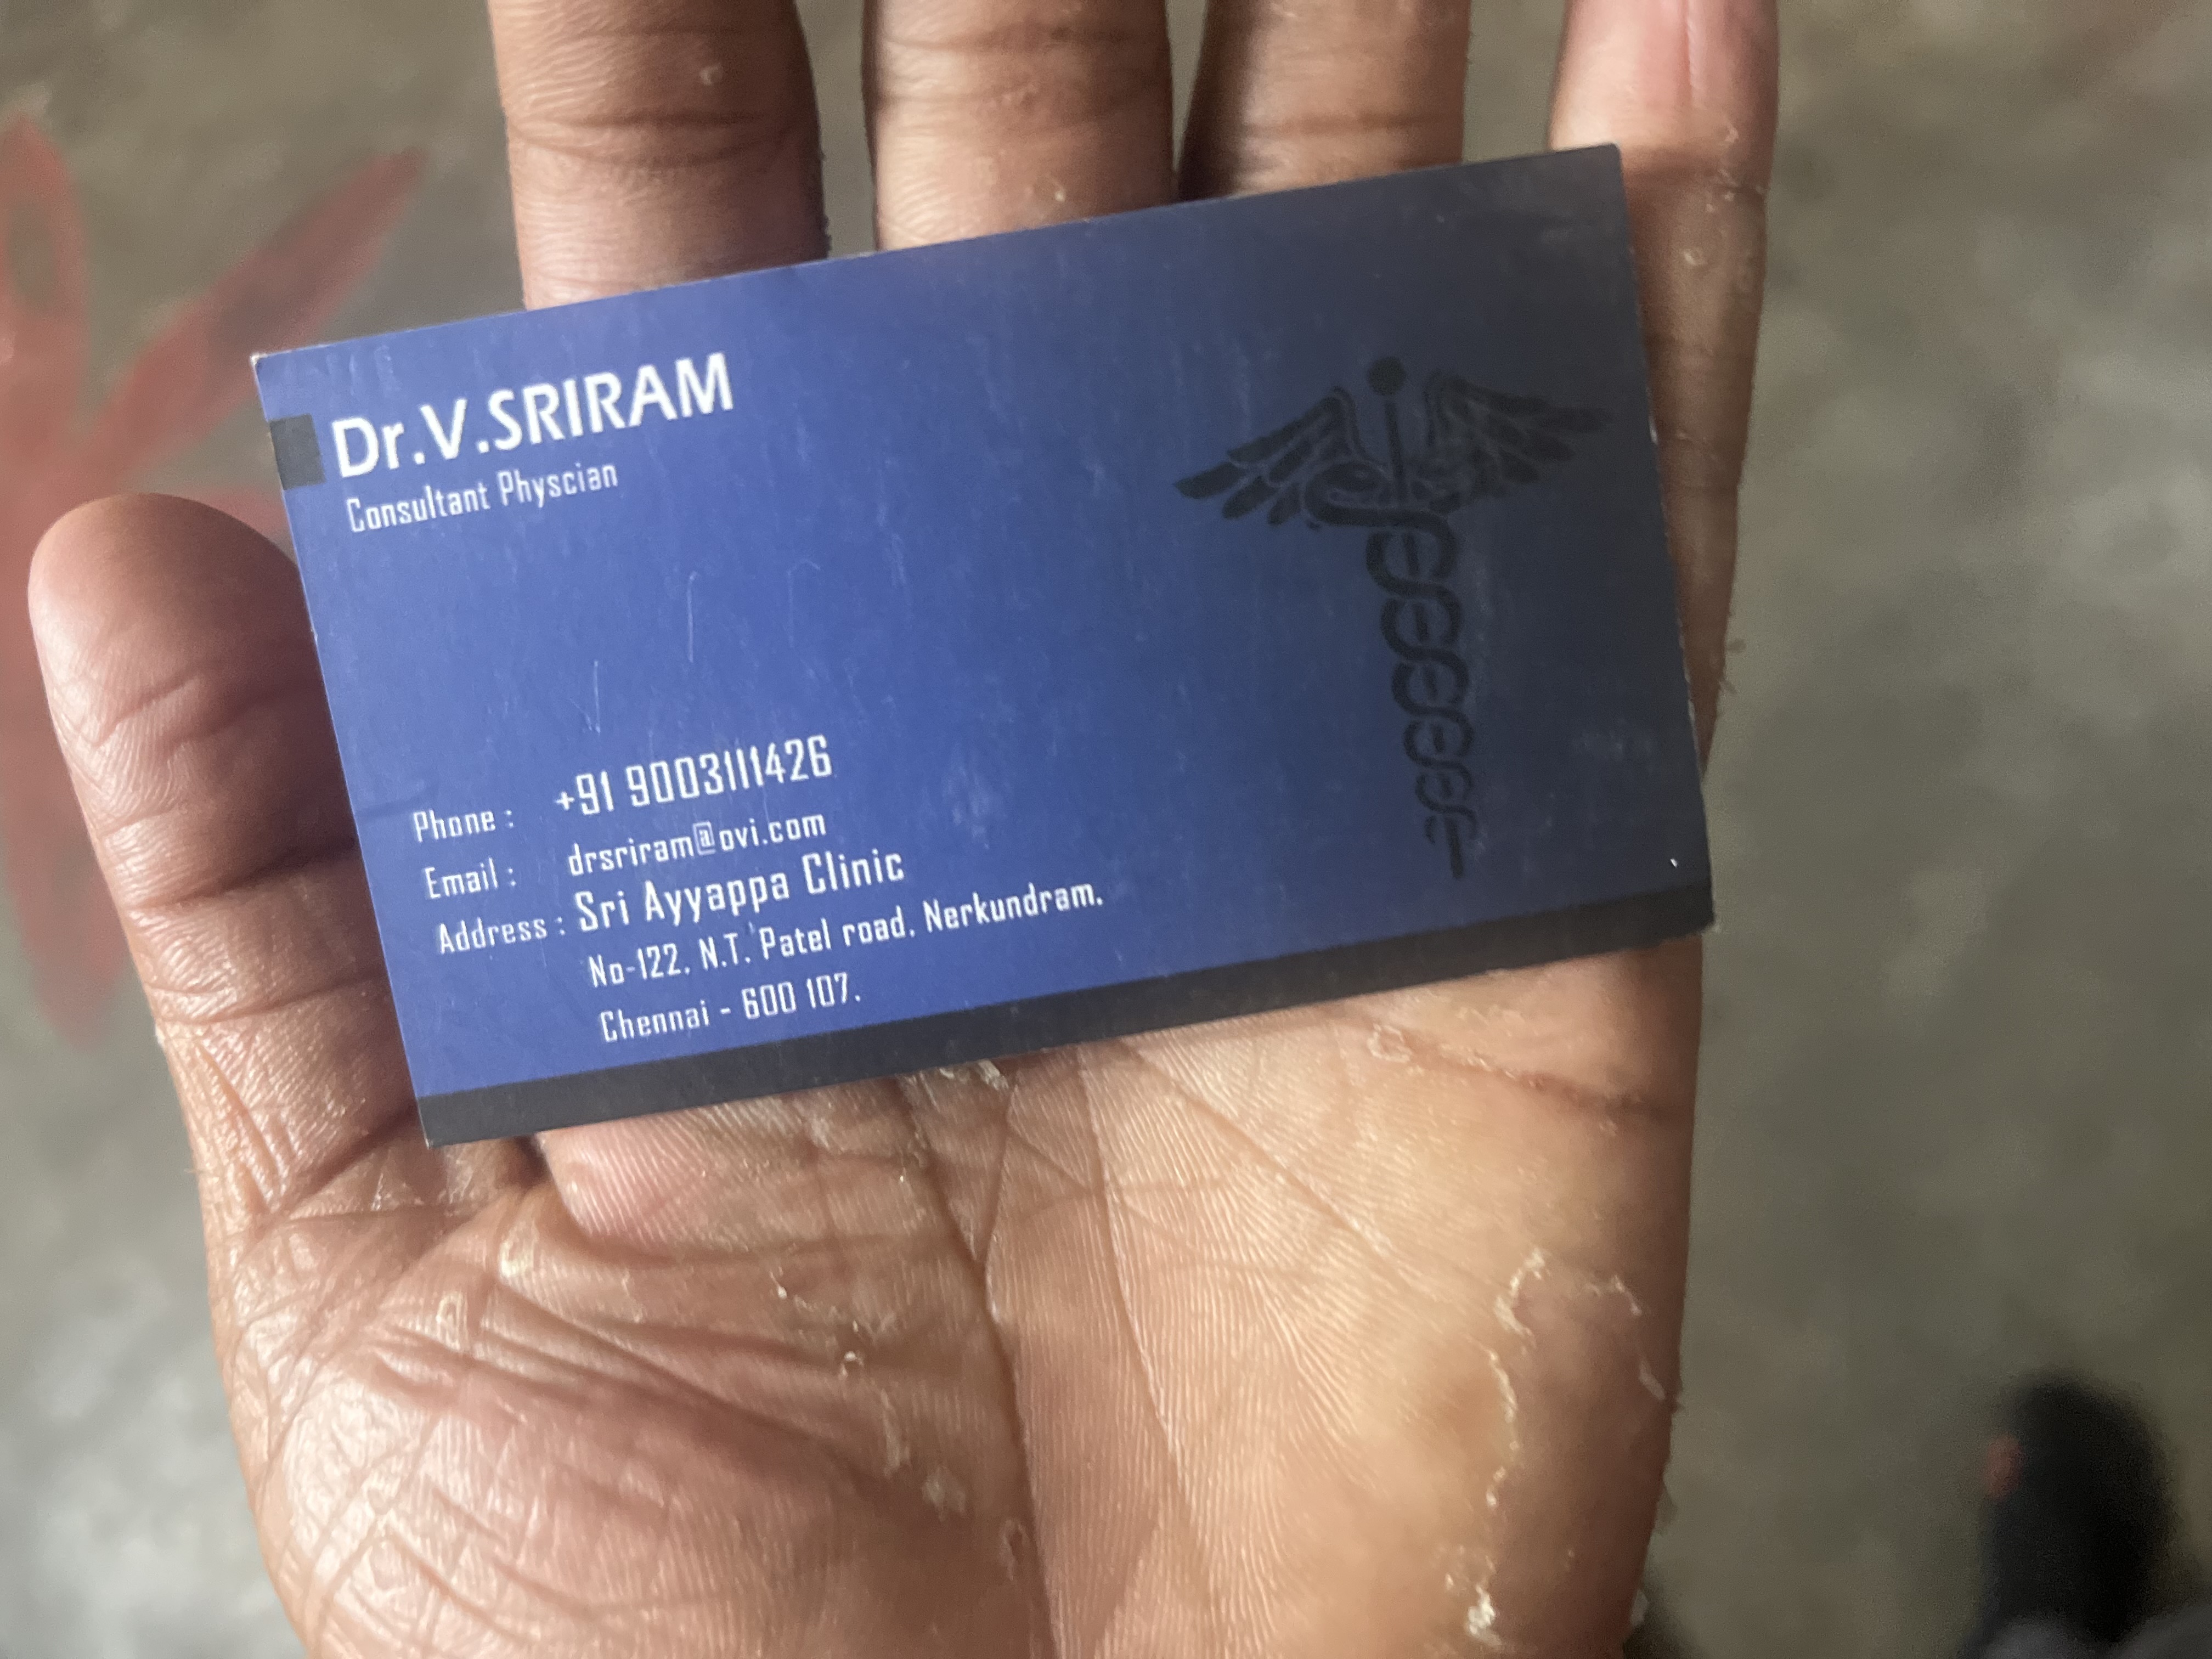 Dr.V.SRIRAM
Consultant Physcian
Phone : +91 9003111426
Email : drsriram@ovi.com
Address : Sri Ayyappa Clinic
No-122. N.T. Patel road. Nerkundram.
Chennai - 600 107.